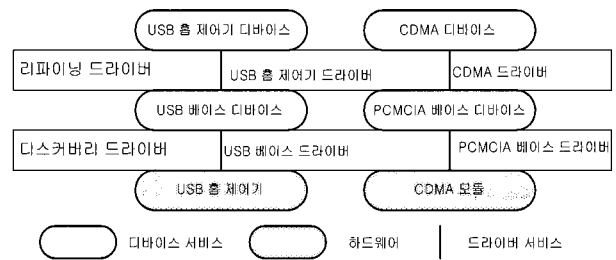 USB 홈 제어기 디바이스 CDMA 디바이스
리파이닝 드라이버 USB 홈 제어기 드라이버 CDMA 드라이버
USB 베이스 디바이스 PCMCIA 베이스 디바이스
디스커버리 드라이버 USB 베이스 드라이버 PCMCIA 베이스 드라이버
USB 홈 제어기 CDMA 모듈
디바이스 서비스 하드웨어 드라이버 서비스